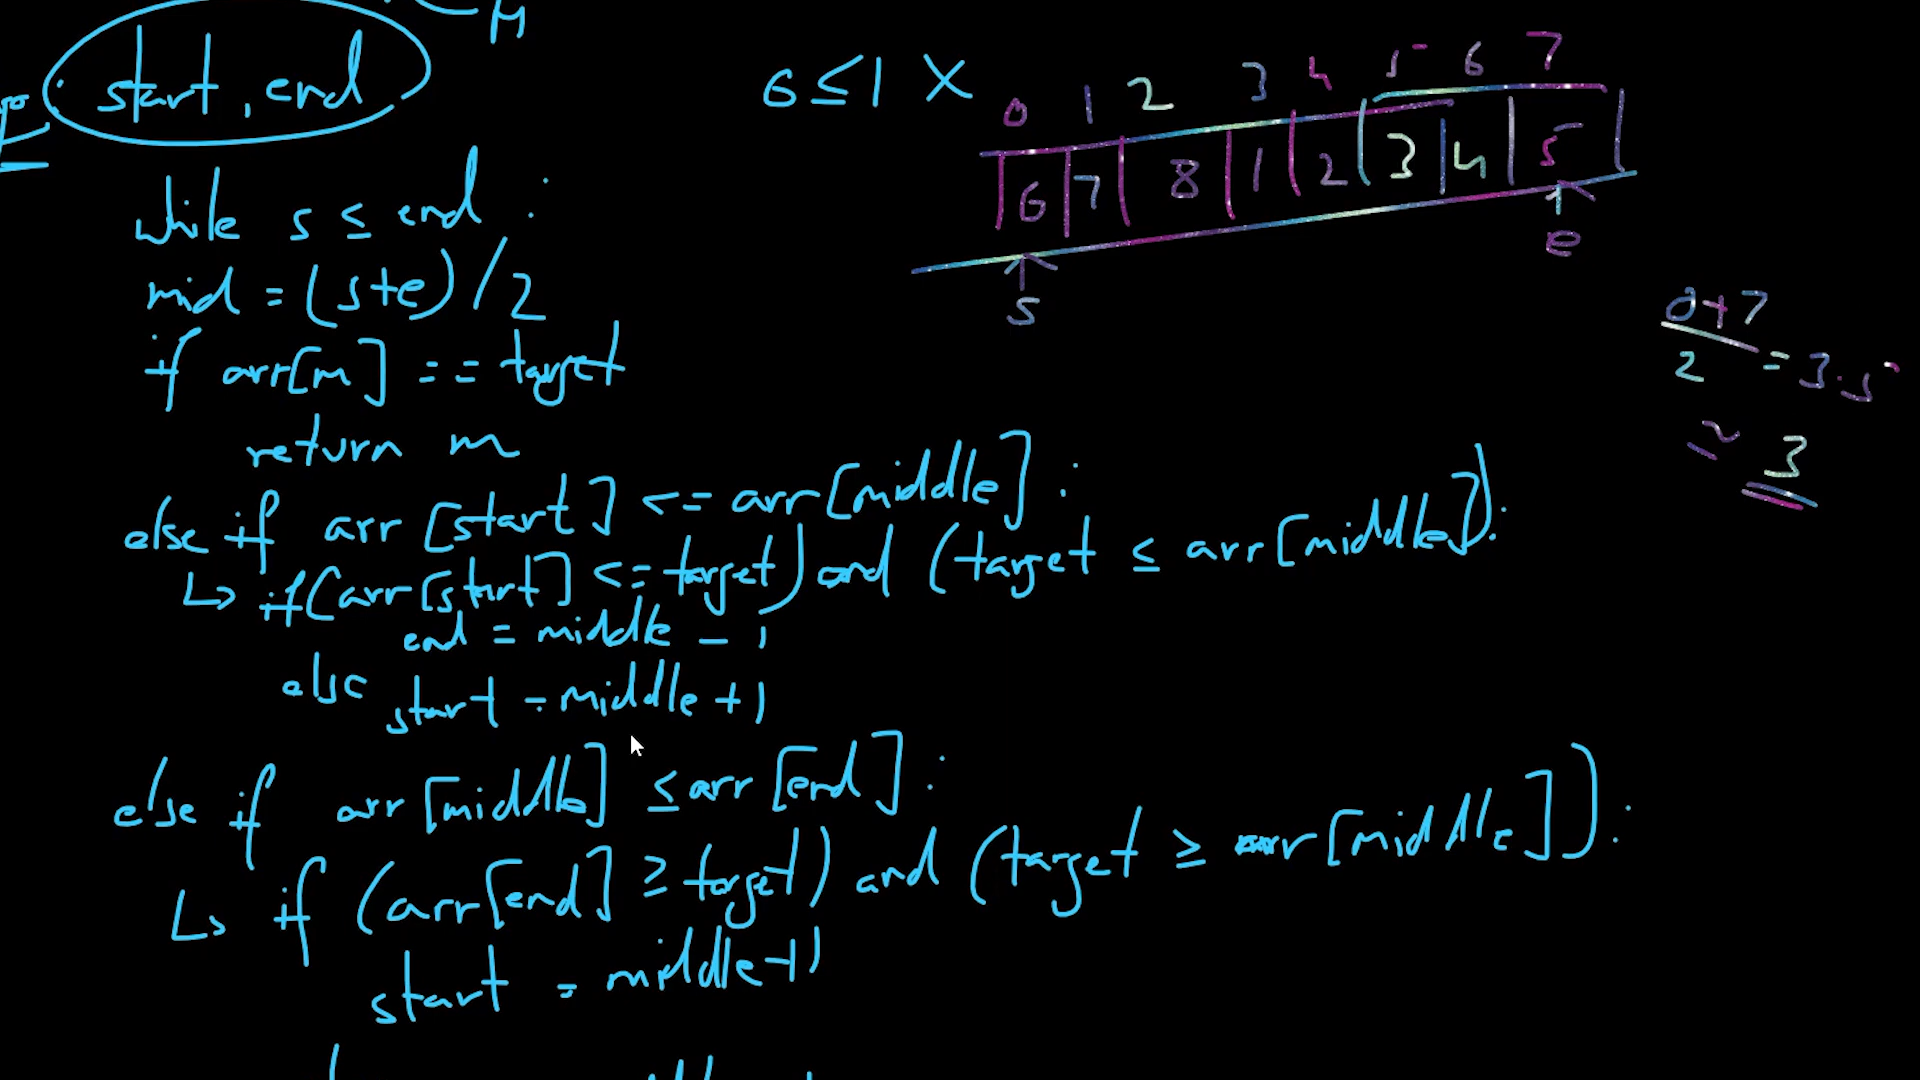 M
start, end
while s ≤ end :
mid = (s+e)/2
if arr[m] == target
return m
else if arr [start] <= arr[middle] :
↳ if(arr[start] <= target) and (target ≤ arr[middle]):
end = middle - 1
else start = middle + 1
else if arr [middle] ≤ arr [end] :
↳ if (arr[end] ≥ target) and (target ≥ arr[middle]) :
start = middle+1
6 ≤ 1 X
0 1 2 3 4 5 6 7
6 7 8 1 2 3 4 5
s e
0+7
2 = 3.5
≈ 3